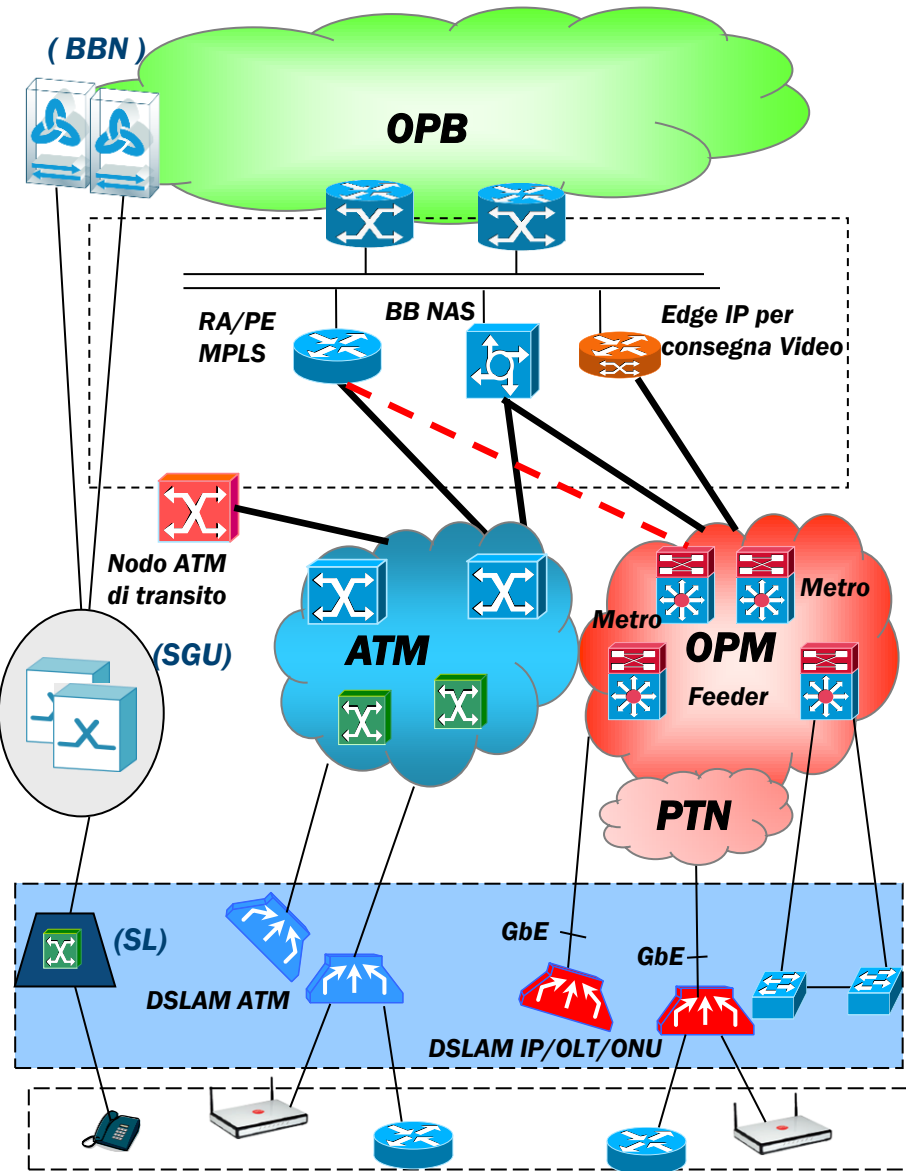 ( BBN )
OPB
RA/PE
MPLS
BB NAS
Edge IP per
consegna Video
Nodo ATM
di transito
(SGU)
ATM
Metro
Metro
OPM
Feeder
PTN
(SL)
GbE
GbE
DSLAM ATM
DSLAM IP/OLT/ONU